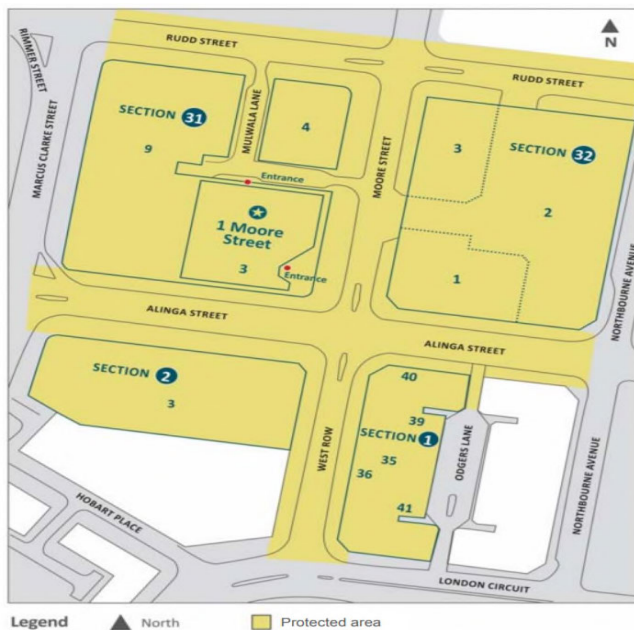 RIMMER STREET
RUDD STREET
N
RUDD STREET
SECTION 31
9
MULWALA LANE
4
MARCUS CLARKE STREET
MOORE STREET
3
SECTION 32
Entrance
1 Moore
Street
2
3
Entrance
1
NORTHBOURNE AVENUE
ALINGA STREET
ALINGA STREET
SECTION 2
3
40
39
SECTION 1
35
36
41
WEST ROW
ODGERS LANE
NORTHBOURNE AVENUE
HOBART PLACE
LONDON CIRCUIT
Legend
North
Protected area